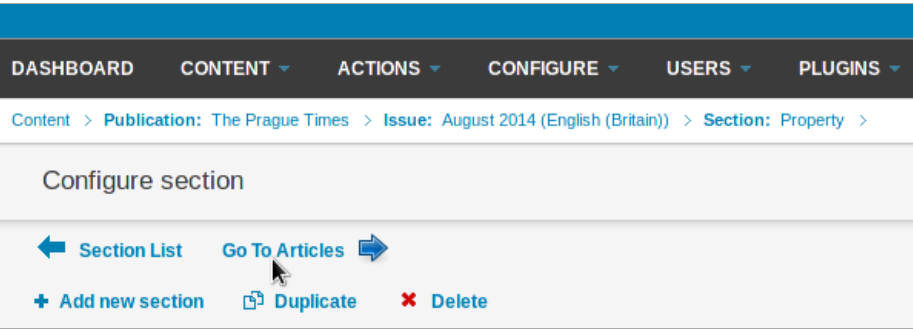 DASHBOARD CONTENT ACTIONS CONFIGURE USERS PLUGINS
Content > Publication: The Prague Times > Issue: August 2014 (English (Britain)) > Section: Property >
Configure section
Section List Go To Articles
Add new section Duplicate Delete